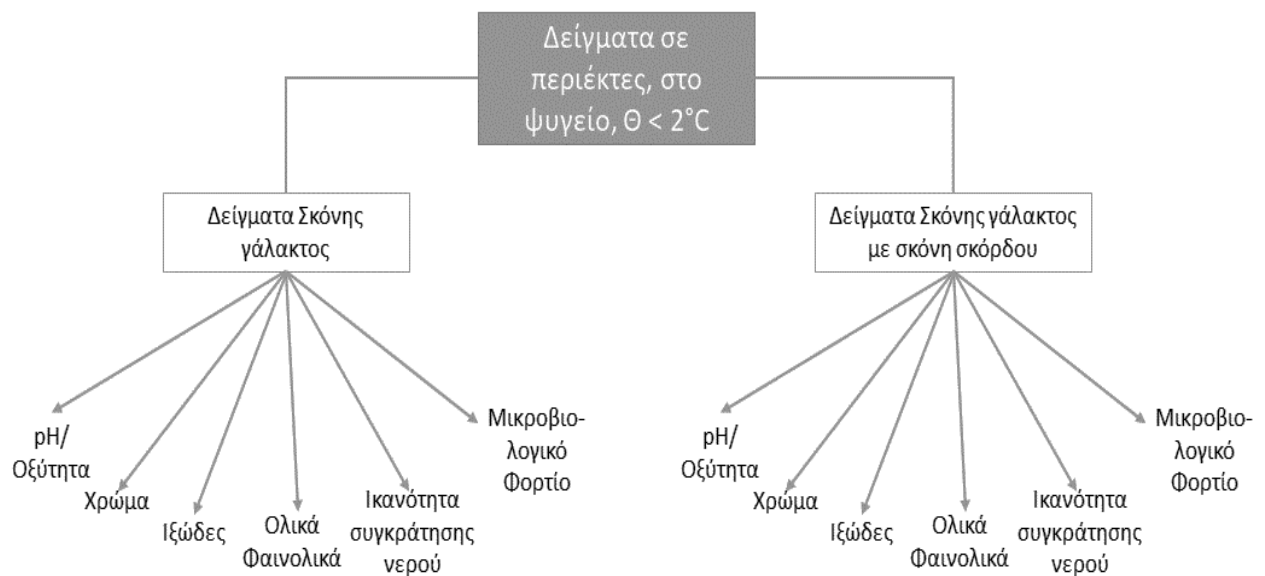 Δείγματα σε
περιέκτες, στο
ψυγείο, Θ < 2°C
Δείγματα Σκόνης
γάλακτος
Δείγματα Σκόνης γάλακτος
με σκόνη σκόρδου
pH/
Οξύτητα
Χρώμα
Ιξώδες
Ολικά
Φαινολικά
Ικανότητα
συγκράτησης
νερού
Μικροβιο-
λογικό
Φορτίο
pH/
Οξύτητα
Χρώμα
Ιξώδες
Ολικά
Φαινολικά
Ικανότητα
συγκράτησης
νερού
Μικροβιο-
λογικό
Φορτίο